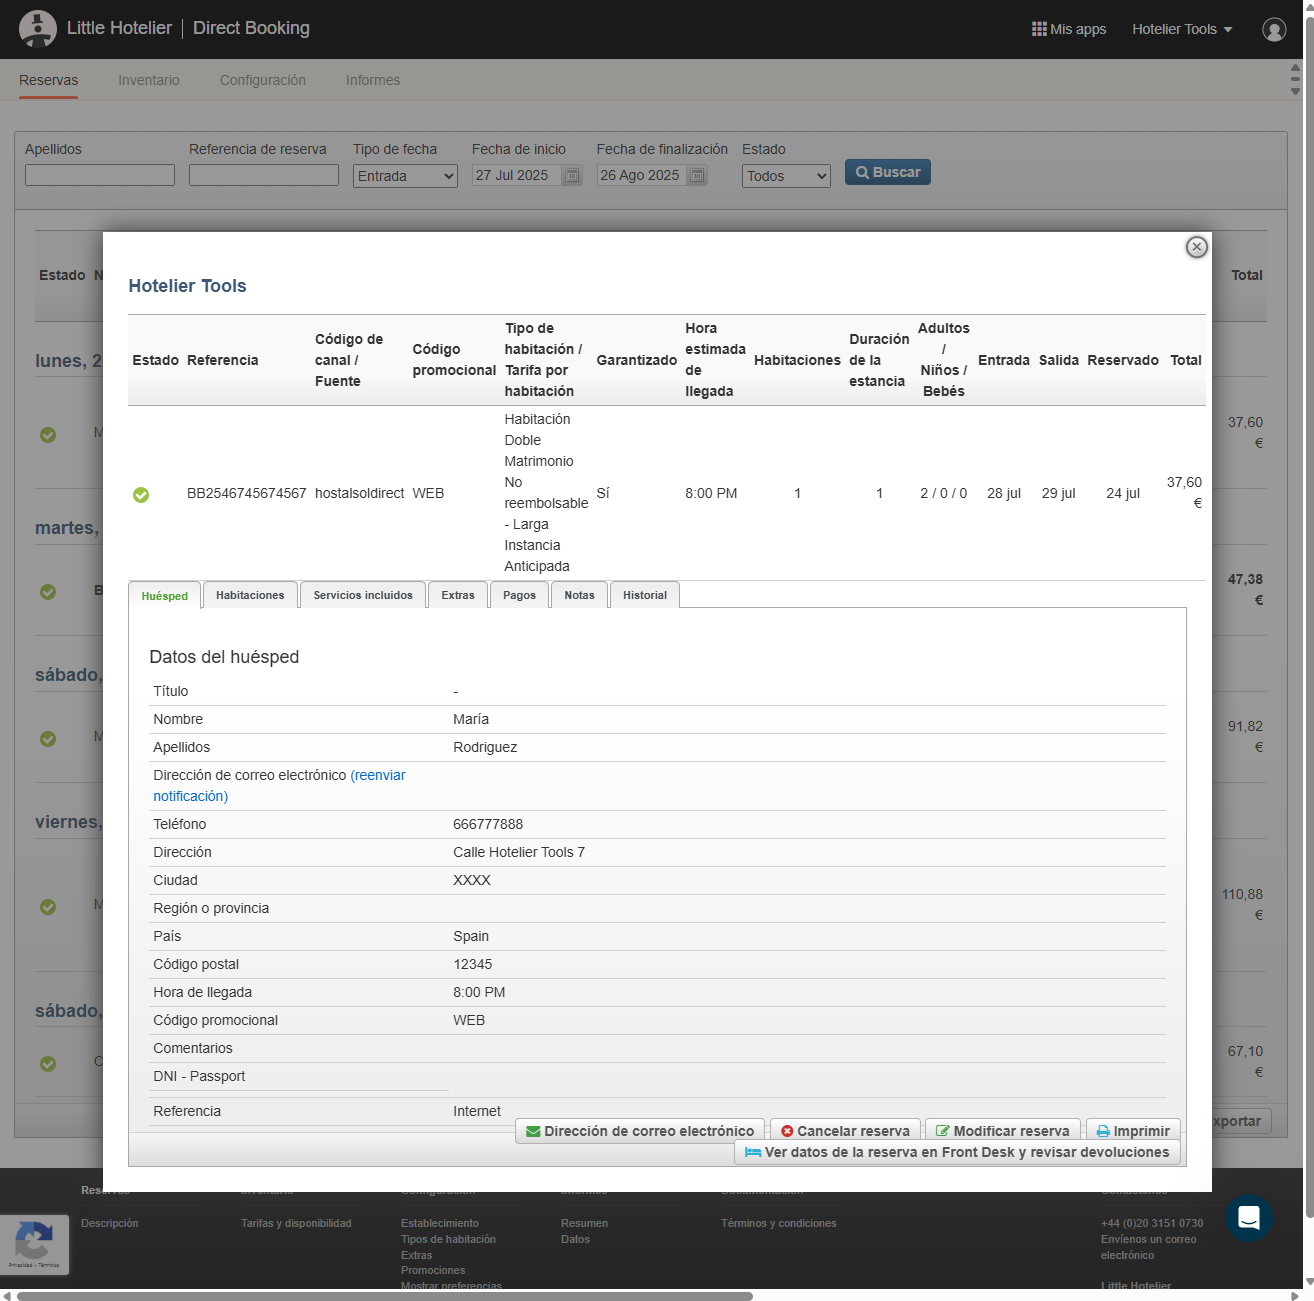 Little Hotelier | Direct Booking
Mis apps
Hotelier Tools
Reservas
Inventario
Configuración
Informes
Apellidos
Referencia de reserva
Tipo de fecha
Fecha de inicio
Fecha de finalización
Estado
Entrada
27 Jul 2025
26 Ago 2025
Todos
Buscar
Estado
N
Total
lunes, 2
M
37,60
€
martes,
B
47,38
€
sábado,
M
91,82
€
viernes,
M
110,88
€
sábado,
C
67,10
€
xportar
Hotelier Tools
Estado
Referencia
Código de
canal /
Fuente
Código
promocional
Tipo de
habitación /
Tarifa por
habitación
Garantizado
Hora
estimada
de
llegada
Habitaciones
Duración
de la
estancia
Adultos
/
Niños /
Bebés
Entrada
Salida
Reservado
Total
BB2546745674567
hostalsoldirect
WEB
Habitación
Doble
Matrimonio
No
reembolsable
- Larga
Instancia
Anticipada
Sí
8:00 PM
1
1
2 / 0 / 0
28 jul
29 jul
24 jul
37,60
€
Huésped
Habitaciones
Servicios incluidos
Extras
Pagos
Notas
Historial
Datos del huésped
Título -
Nombre María
Apellidos Rodriguez
Dirección de correo electrónico (reenviar
notificación)
Teléfono 666777888
Dirección Calle Hotelier Tools 7
Ciudad XXXX
Región o provincia
País Spain
Código postal 12345
Hora de llegada 8:00 PM
Código promocional WEB
Comentarios
DNI - Passport
Referencia Internet
Dirección de correo electrónico
Cancelar reserva
Modificar reserva
Imprimir
Ver datos de la reserva en Front Desk y revisar devoluciones
Reservas
Inventario
Configuración
Informes
Documentación
Descripción
Tarifas y disponibilidad
Establecimiento
Tipos de habitación
Extras
Promociones
Mostrar preferencias
Resumen
Datos
Términos y condiciones
+44 (0)20 3151 0730
Envíenos un correo
electrónico
Little Hotelier
Privacidad - Términos